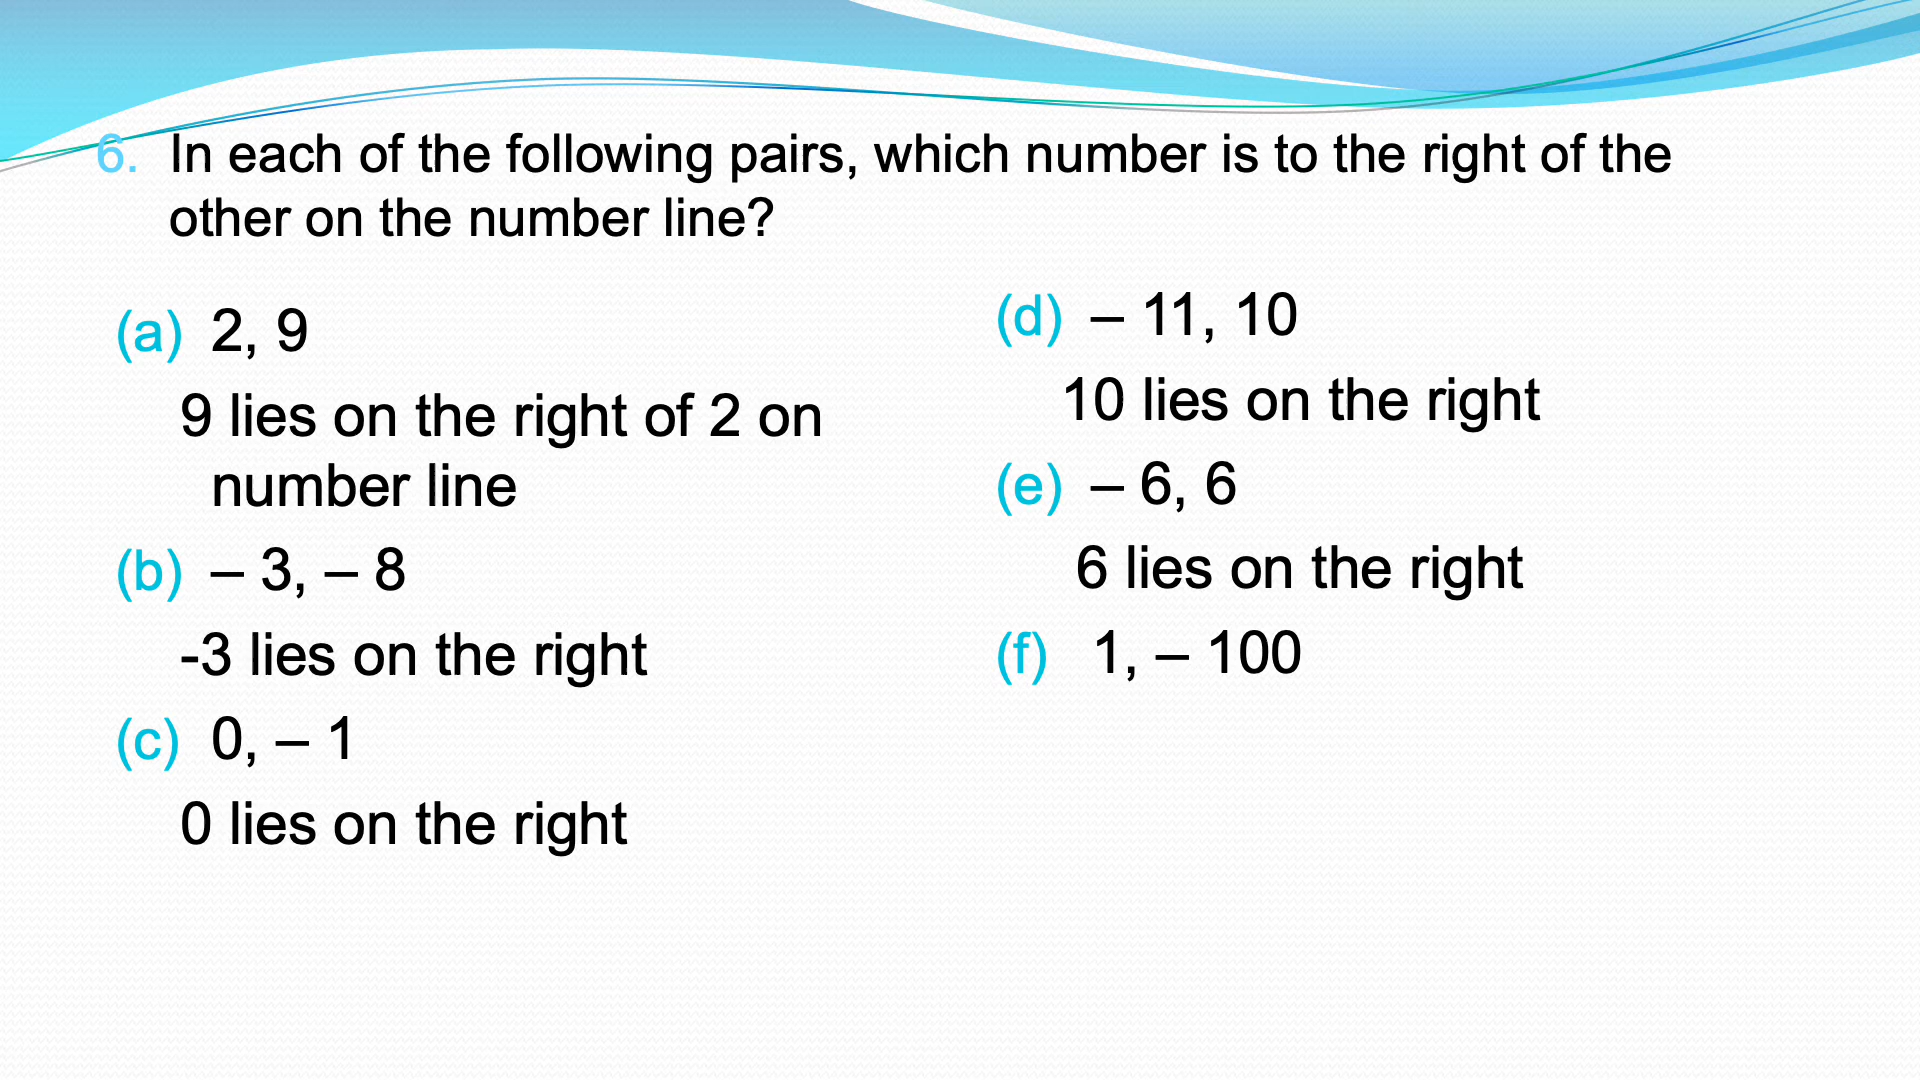 6. In each of the following pairs, which number is to the right of the
other on the number line?
(a) 2, 9
9 lies on the right of 2 on
number line
(b) – 3, – 8
-3 lies on the right
(c) 0, – 1
0 lies on the right
(d) – 11, 10
10 lies on the right
(e) – 6, 6
6 lies on the right
(f) 1, – 100